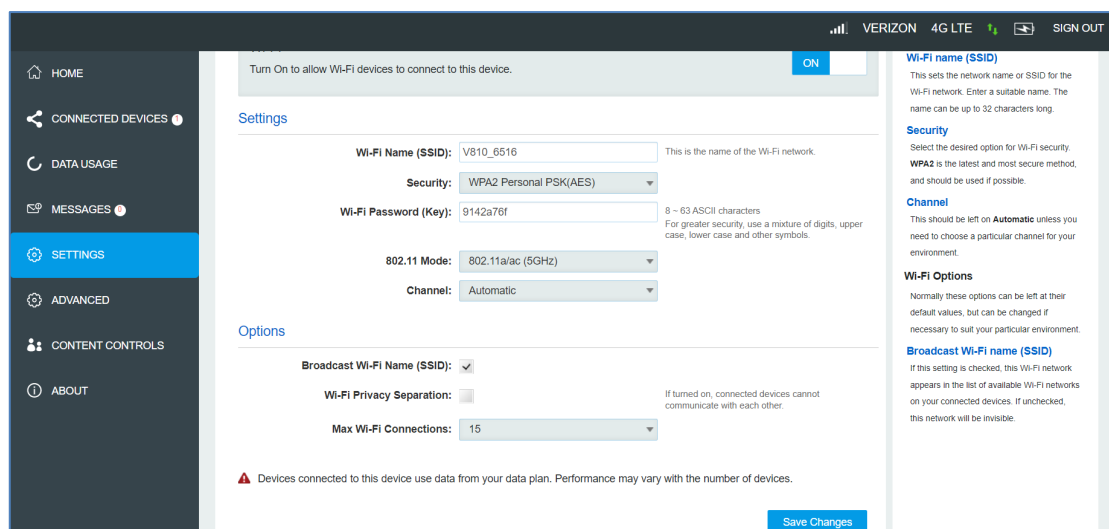 VERIZON 4G LTE SIGN OUT
HOME
CONNECTED DEVICES 1
DATA USAGE
MESSAGES 0
SETTINGS
ADVANCED
CONTENT CONTROLS
ABOUT
Turn On to allow Wi-Fi devices to connect to this device.
ON
Settings
Wi-Fi Name (SSID): V810_6516 This is the name of the Wi-Fi network.
Security: WPA2 Personal PSK(AES)
Wi-Fi Password (Key): 9142a76f 8 ~ 63 ASCII characters
For greater security, use a mixture of digits, upper
case, lower case and other symbols.
802.11 Mode: 802.11a/ac (5GHz)
Channel: Automatic
Options
Broadcast Wi-Fi Name (SSID):
Wi-Fi Privacy Separation: If turned on, connected devices cannot
communicate with each other.
Max Wi-Fi Connections: 15
Devices connected to this device use data from your data plan. Performance may vary with the number of devices.
Save Changes
Wi-Fi name (SSID)
This sets the network name or SSID for the
Wi-Fi network. Enter a suitable name. The
name can be up to 32 characters long.
Security
Select the desired option for Wi-Fi security.
WPA2 is the latest and most secure method,
and should be used if possible.
Channel
This should be left on Automatic unless you
need to choose a particular channel for your
environment.
Wi-Fi Options
Normally these options can be left at their
default values, but can be changed if
necessary to suit your particular environment.
Broadcast Wi-Fi name (SSID)
If this setting is checked, this Wi-Fi network
appears in the list of available Wi-Fi networks
on your connected devices. If unchecked,
this network will be invisible.